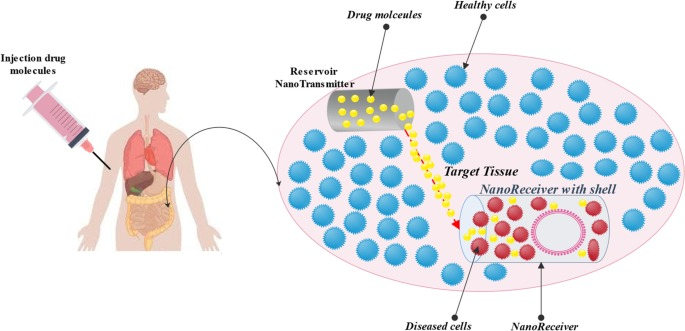 Drug molceules
Healthy cells
Injection drug
molecules
Reservoir
NanoTransmitter
Target Tissue
NanoReceiver with shell
Diseased cells
NanoReceiver